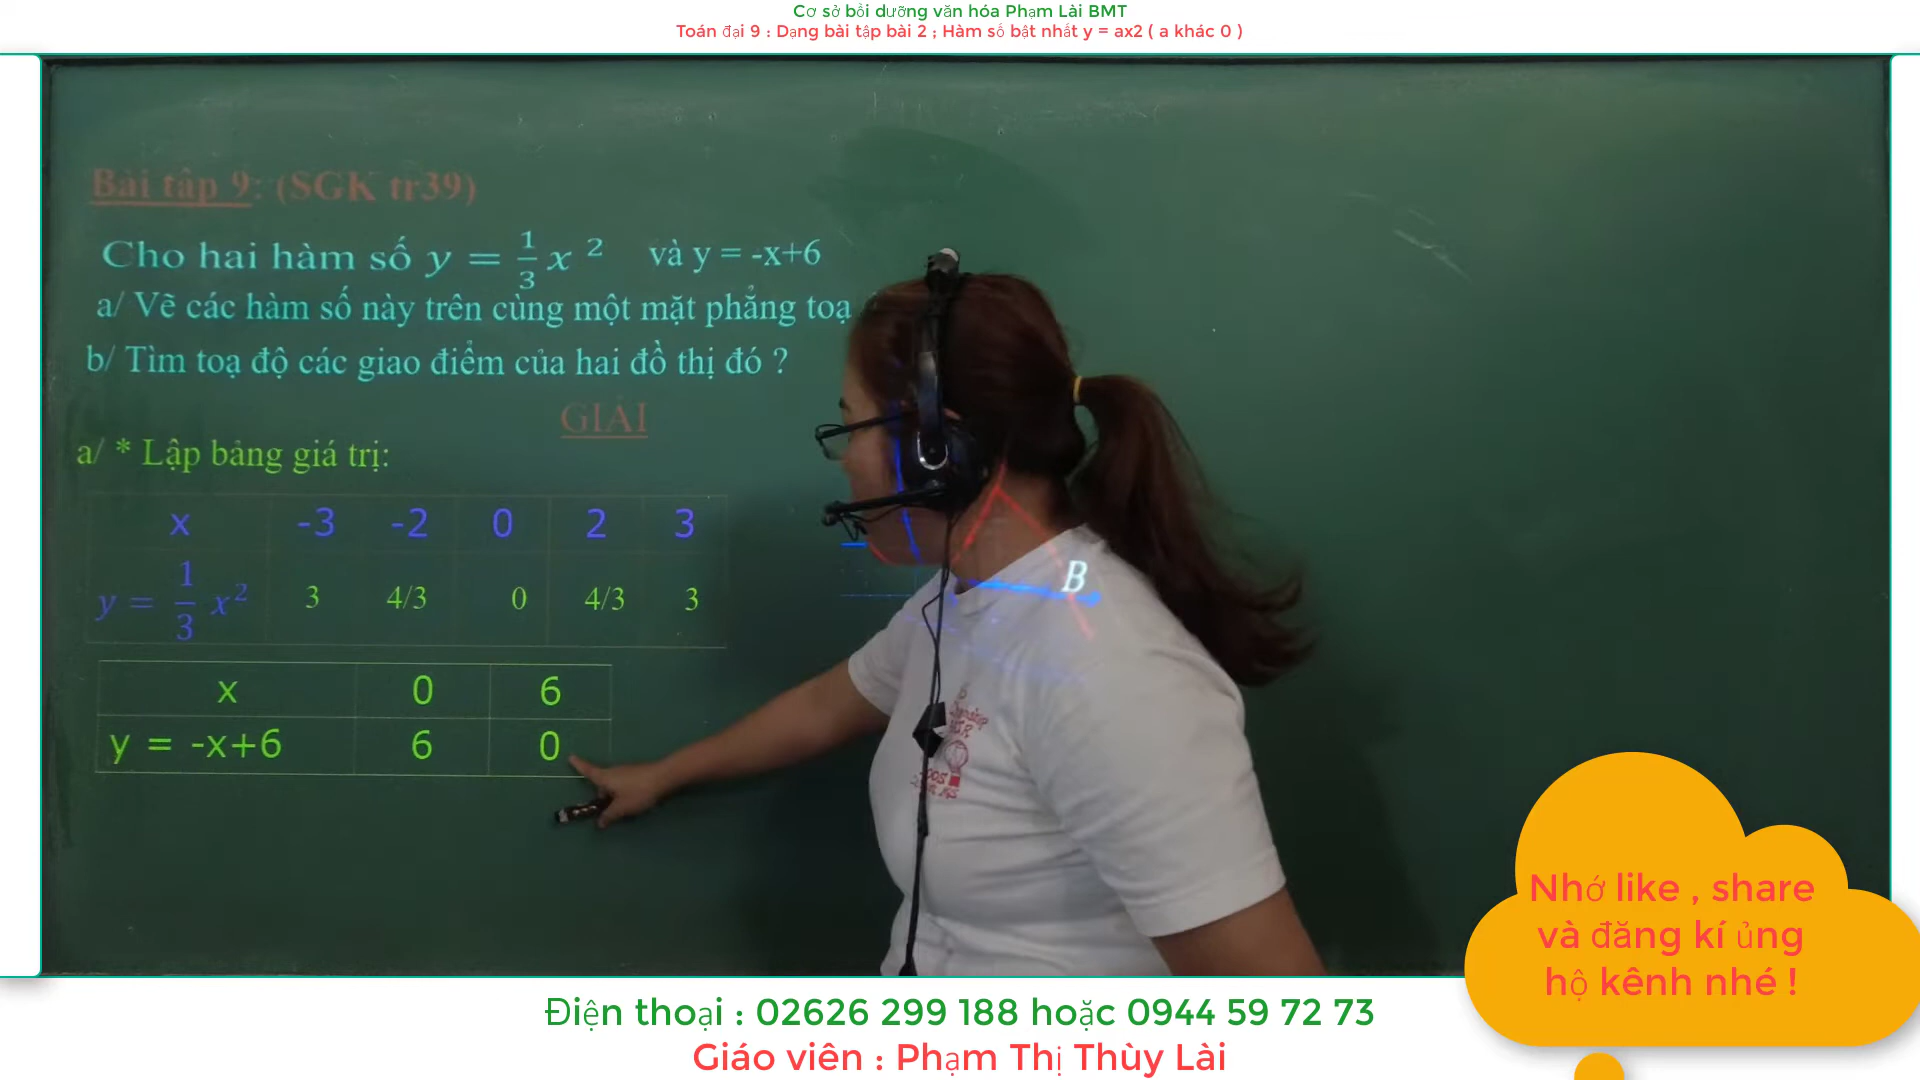 Cơ sở bồi dưỡng văn hóa Phạm Lài BMT
Toán đại 9 : Dạng bài tập bài 2 ; Hàm số bật nhất y = ax2 ( a khác 0 )
Bài tập 9: (SGK tr39)
Cho hai hàm số y = 1/3 x ² và y = -x+6
a/ Vẽ các hàm số này trên cùng một mặt phẳng toạ
b/ Tìm toạ độ các giao điểm của hai đồ thị đó ?
GIẢI
a/ * Lập bảng giá trị:
x -3 -2 0 2 3
y = 1/3 x² 3 4/3 0 4/3 3
B
x 0 6
y = -x+6 6 0
Nhớ like , share
và đăng kí ủng
hộ kênh nhé !
Điện thoại : 02626 299 188 hoặc 0944 59 72 73
Giáo viên : Phạm Thị Thùy Lài